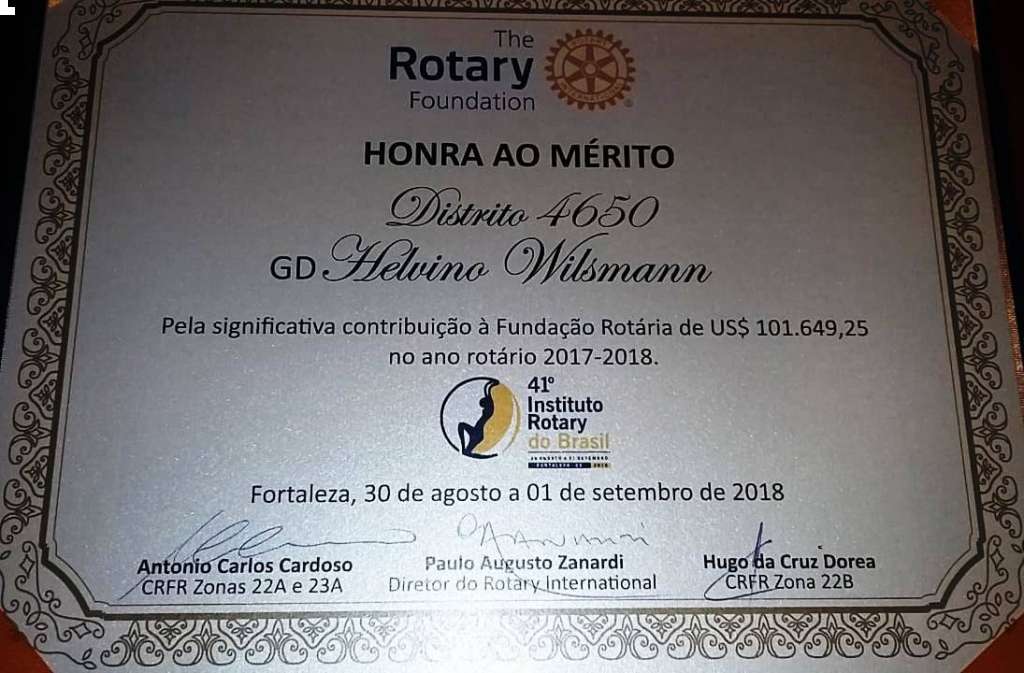 The
Rotary
Foundation
HONRA AO MÉRITO
Distrito 4650
GD Helvino Wilsmann
Pela significativa contribuição à Fundação Rotária de US$ 101.649,25
no ano rotário 2017-2018.
41º
Instituto
Rotary
do Brasil
Fortaleza, 30 de agosto a 01 de setembro de 2018
Antonio Carlos Cardoso
CRFR Zonas 22A e 23A
Paulo Augusto Zanardi
Diretor do Rotary International
Hugo da Cruz Dorea
CRFR Zona 22B